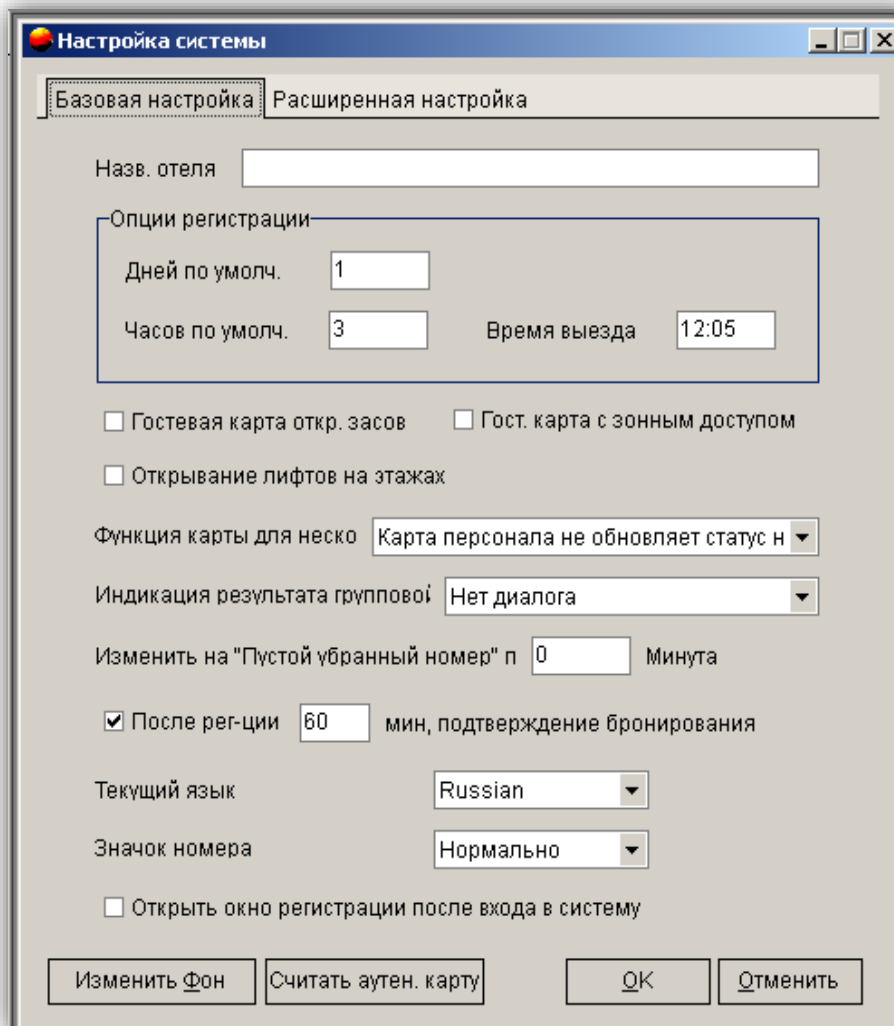 Настройка системы
Базовая настройка Расширенная настройка
Назв. отеля
Опции регистрации
Дней по умолч. 1
Часов по умолч. 3 Время выезда 12:05
Гостевая карта откр. засов Гост. карта с зонным доступом
Открывание лифтов на этажах
Функция карты для неско Карта персонала не обновляет статус н
Индикация результата группової Нет диалога
Изменить на "Пустой убранный номер" п 0 Минута
После рег-ции 60 мин, подтверждение бронирования
Текущий язык Russian
Значок номера Нормально
Открыть окно регистрации после входа в систему
Изменить Фон Считать аутен. карту OK Отменить